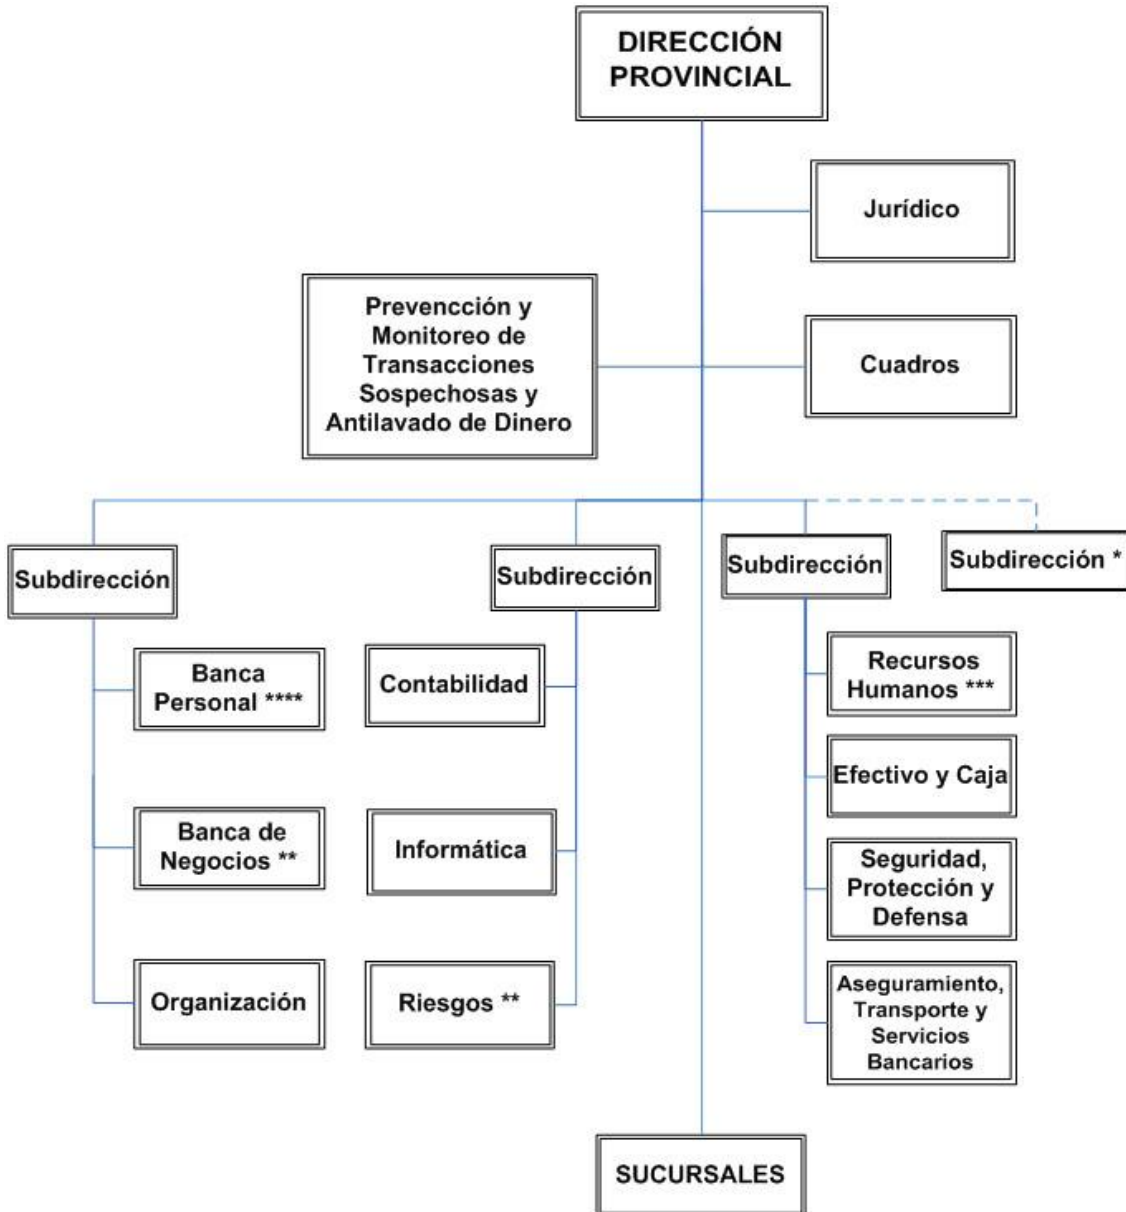 DIRECCIÓN
PROVINCIAL
Jurídico
Prevencción y
Monitoreo de
Transacciones
Sospechosas y
Antilavado de Dinero
Cuadros
Subdirección
Subdirección
Subdirección
Subdirección *
Banca
Personal ****
Banca de
Negocios **
Organización
Contabilidad
Informática
Riesgos **
Recursos
Humanos ***
Efectivo y Caja
Seguridad,
Protección y
Defensa
Aseguramiento,
Transporte y
Servicios
Bancarios
SUCURSALES